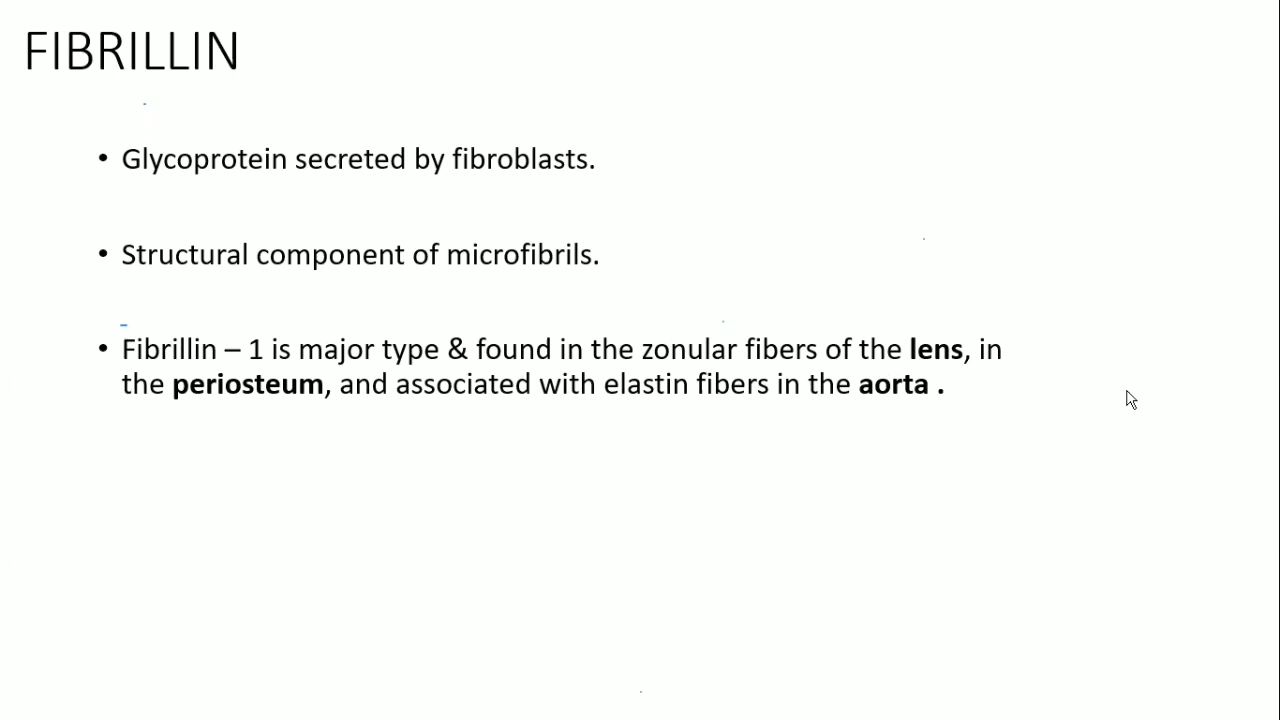 FIBRILLIN
• Glycoprotein secreted by fibroblasts.
• Structural component of microfibrils.
• Fibrillin – 1 is major type & found in the zonular fibers of the lens, in
the periosteum, and associated with elastin fibers in the aorta .